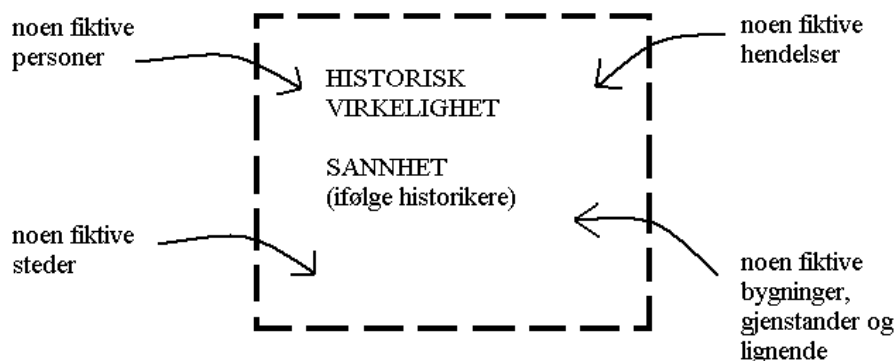 noen fiktive
personer
noen fiktive
hendelser
HISTORISK
VIRKELIGHET
SANNHET
(ifølge historikere)
noen fiktive
steder
noen fiktive
bygninger,
gjenstander og
lignende